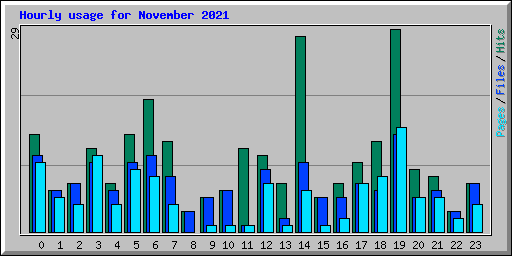 Hourly usage for November 2021
29
Pages / Files / Hits
0 1 2 3 4 5 6 7 8 9 10 11 12 13 14 15 16 17 18 19 20 21 22 23